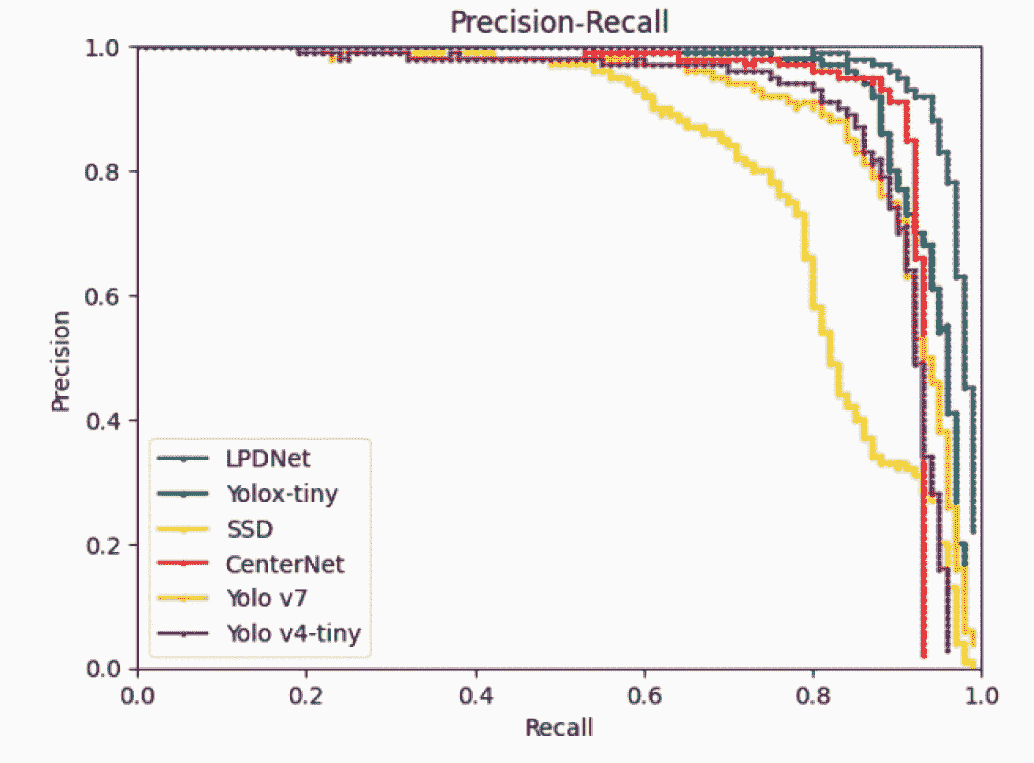 Precision-Recall
1.0
0.8
0.6
0.4
0.2
0.0
Precision
LPDNet
Yolox-tiny
SSD
CenterNet
Yolo v7
Yolo v4-tiny
0.0 0.2 0.4 0.6 0.8 1.0
Recall